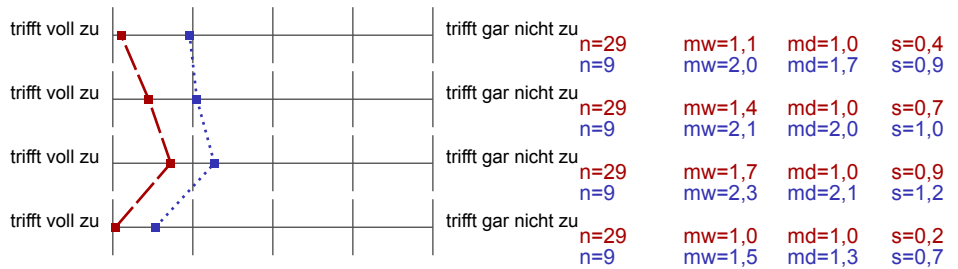 trifft voll zu trifft gar nicht zu
n=29 mw=1,1 md=1,0 s=0,4
n=9 mw=2,0 md=1,7 s=0,9
trifft voll zu trifft gar nicht zu
n=29 mw=1,4 md=1,0 s=0,7
n=9 mw=2,1 md=2,0 s=1,0
trifft voll zu trifft gar nicht zu
n=29 mw=1,7 md=1,0 s=0,9
n=9 mw=2,3 md=2,1 s=1,2
trifft voll zu trifft gar nicht zu
n=29 mw=1,0 md=1,0 s=0,2
n=9 mw=1,5 md=1,3 s=0,7